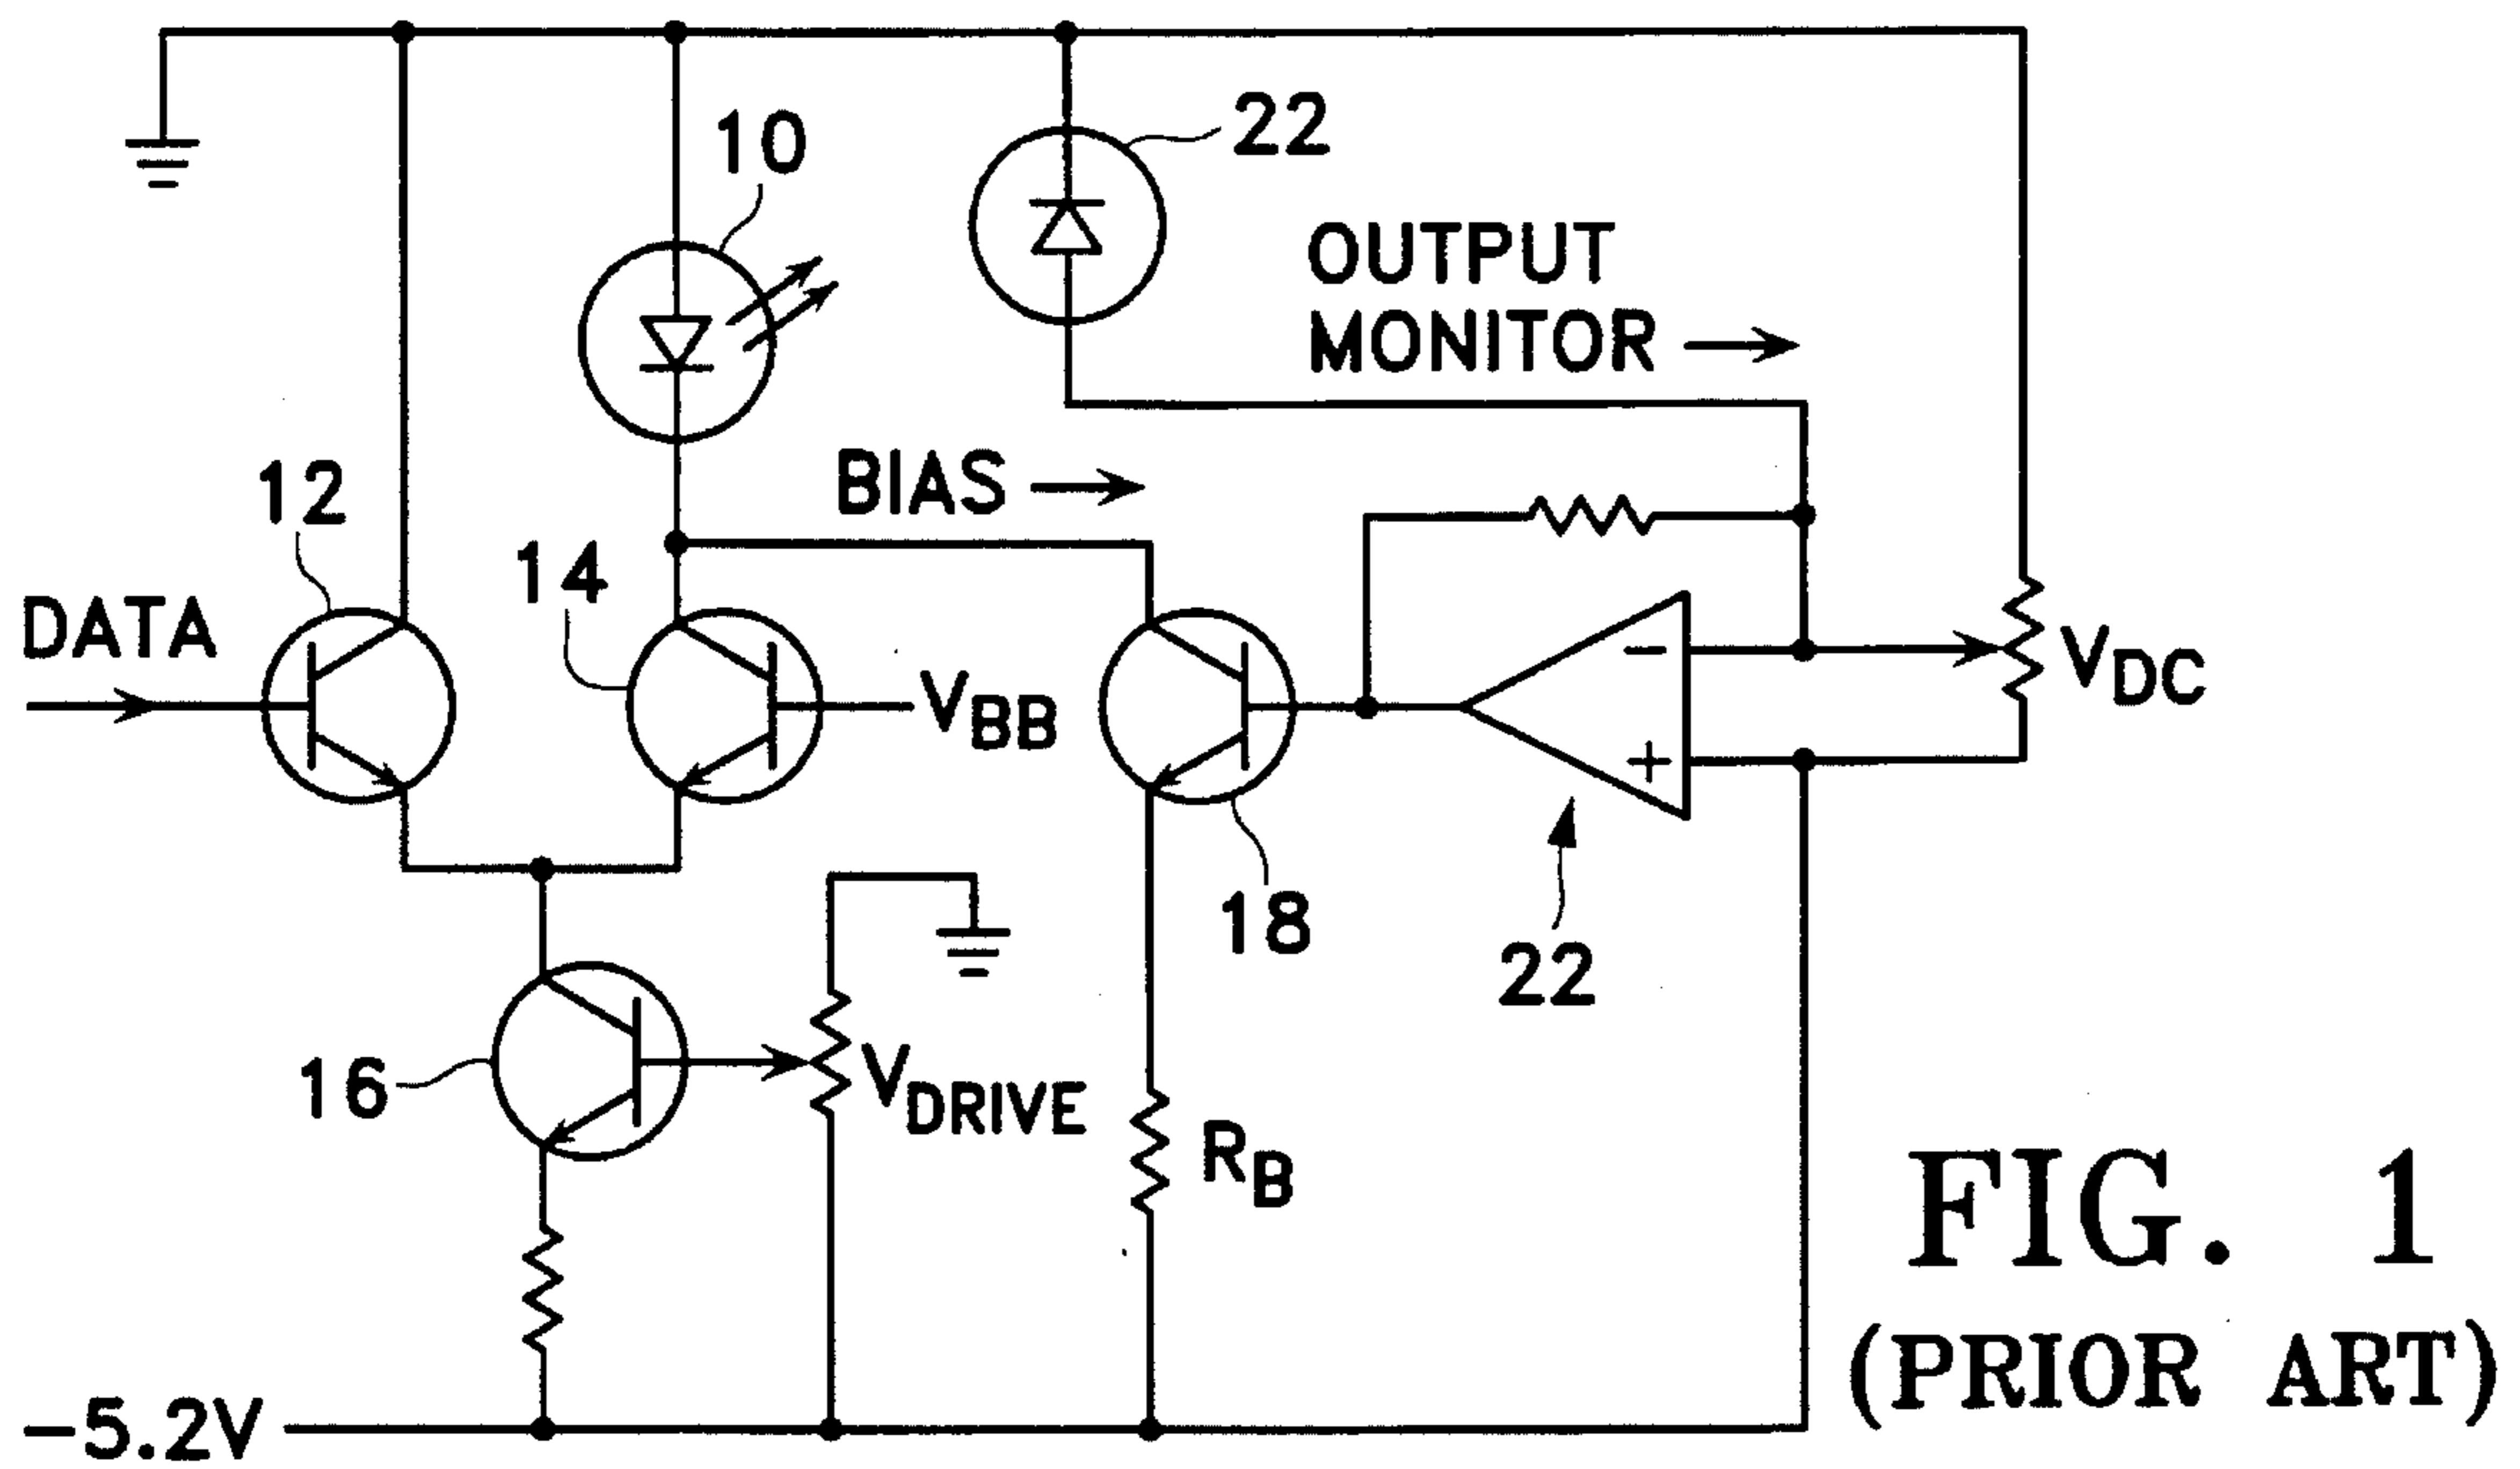 10
22
OUTPUT
MONITOR
12
BIAS
14
DATA
VBB
-
VDC
+
18
22
16
VDRIVE
RB
-5.2V
FIG. 1
(PRIOR ART)